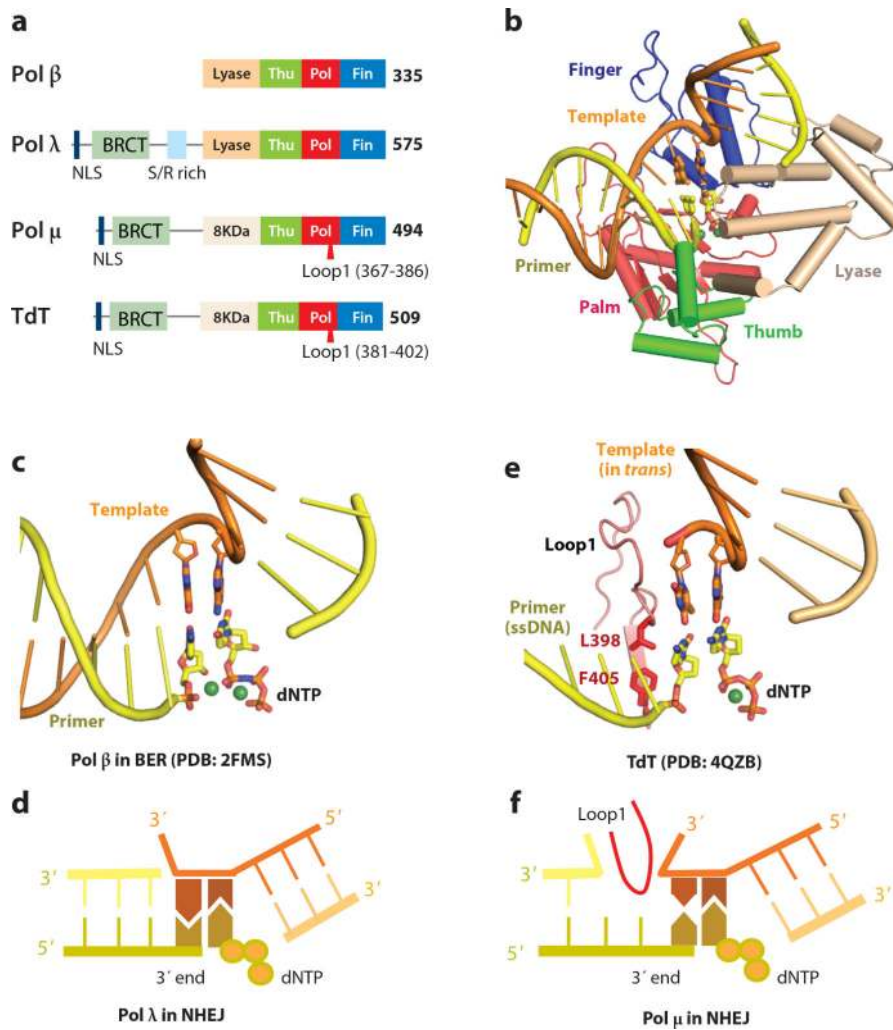 a
Pol β
Lyase Thu Pol Fin 335
Pol λ
BRCT Lyase Thu Pol Fin 575
NLS S/R rich
Pol μ
BRCT 8KDa Thu Pol Fin 494
NLS
Loop1 (367-386)
TdT
BRCT 8KDa Thu Pol Fin 509
NLS
Loop1 (381-402)
b
Finger
Template
Primer
Lyase
Palm
Thumb
c
Template
Primer
dNTP
Pol β in BER (PDB: 2FMS)
e
Template
(in trans)
Loop1
Primer
(ssDNA)
L398
F405
dNTP
TdT (PDB: 4QZB)
d
3′ 5′
3′ 3′
5′
3′ end dNTP
Pol λ in NHEJ
f
Loop1
3′ 5′
3′ 3′
5′
3′ end dNTP
Pol μ in NHEJ